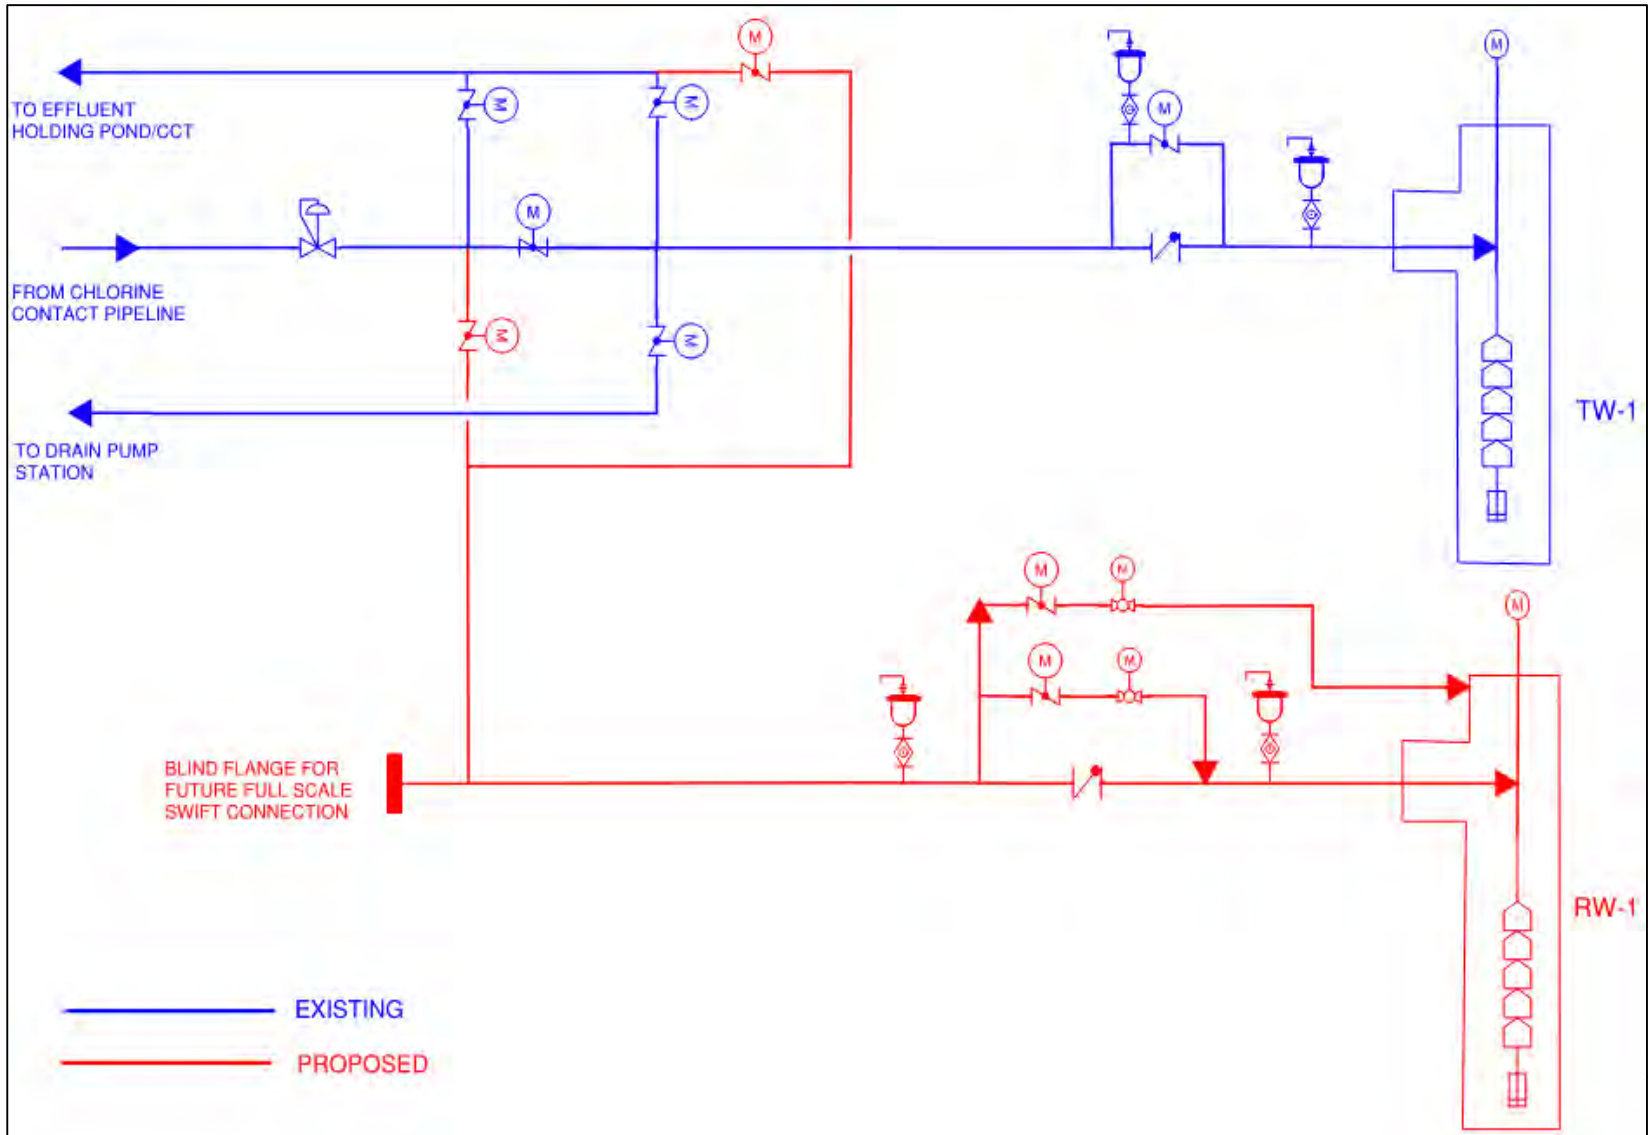 M
M
M
M
M
TO EFFLUENT
HOLDING POND/CCT
M
M
FROM CHLORINE
CONTACT PIPELINE
M
M
TW-1
TO DRAIN PUMP
STATION
M
M
M
M
M
BLIND FLANGE FOR
FUTURE FULL SCALE
SWIFT CONNECTION
RW-1
EXISTING
PROPOSED